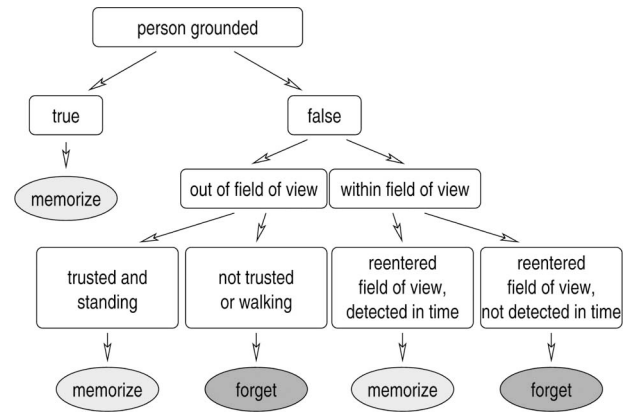 person grounded
true
false
memorize
out of field of view
within field of view
trusted and
standing
not trusted
or walking
reentered
field of view,
detected in time
reentered
field of view,
not detected in time
memorize
forget
memorize
forget